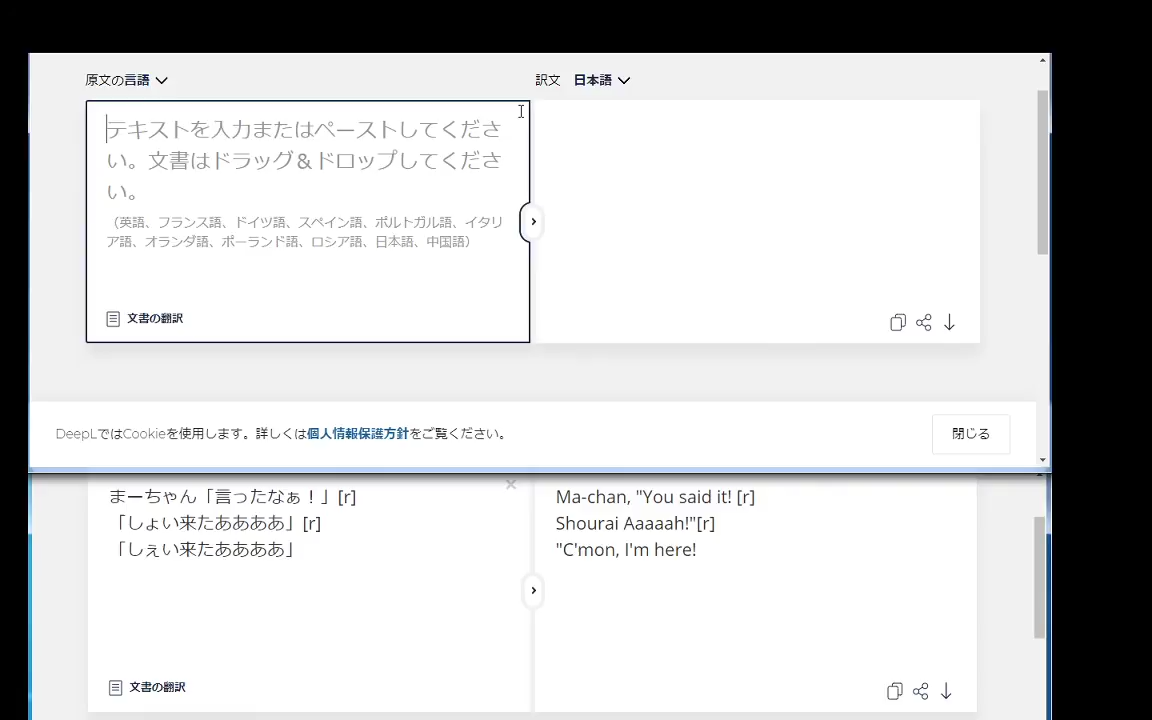 原文の言語
訳文 日本語
テキストを入力またはペーストしてくださ
い。文書はドラッグ＆ドロップしてくださ
い。
（英語、フランス語、ドイツ語、スペイン語、ポルトガル語、イタリ
ア語、オランダ語、ポーランド語、ロシア語、日本語、中国語）
文書の翻訳
DeepLではCookieを使用します。詳しくは個人情報保護方針をご覧ください。
閉じる
まーちゃん「言ったなぁ！」[r]
「しょい来たああああ」[r]
「しぇい来たああああ」
Ma-chan, "You said it! [r]
Shourai Aaaaah!"[r]
"C'mon, I'm here!
文書の翻訳